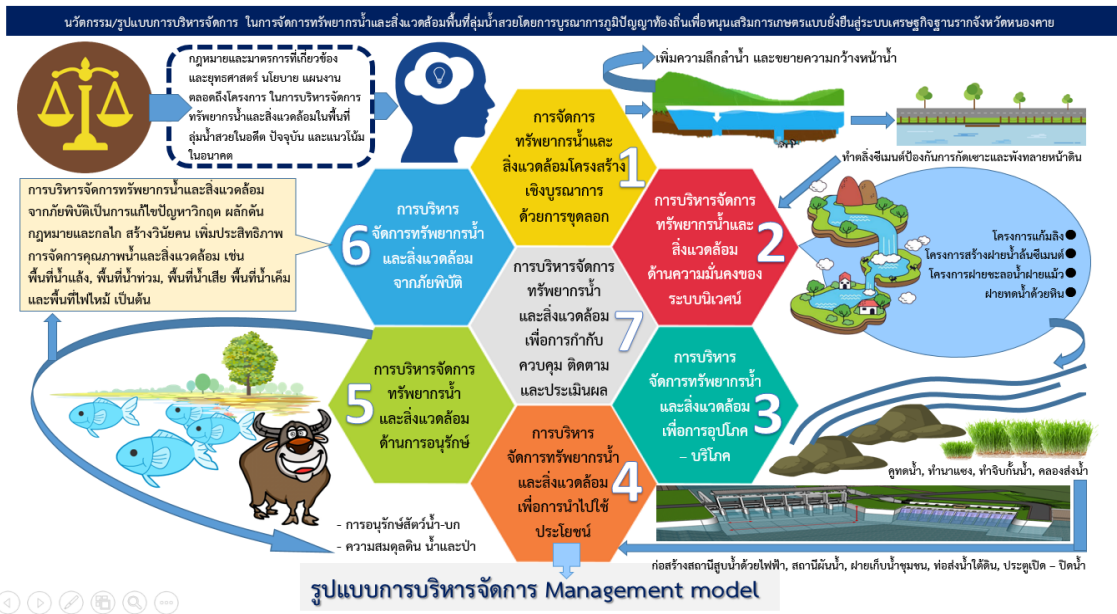 นวัตกรรม/รูปแบบการบริหารจัดการ ในการจัดการทรัพยากรน้ำและสิ่งแวดล้อมพื้นที่ลุ่มน้ำสวยโดยการบูรณาการภูมิปัญญาท้องถิ่นเพื่อหนุนเสริมการเกษตรแบบยั่งยืนสู่ระบบเศรษฐกิจฐานรากจังหวัดหนองคาย
กฎหมายและมาตรการที่เกี่ยวข้อง
และยุทธศาสตร์ นโยบาย แผนงาน
ตลอดถึงโครงการ ในการบริหารจัดการ
ทรัพยากรน้ำและสิ่งแวดล้อมในพื้นที่
ลุ่มน้ำสวยในอดีต ปัจจุบัน และแนวโน้ม
ในอนาคต
เพิ่มความลึกลำน้ำ และขยายความกว้างหน้าน้ำ
ทำตลิ่งซีเมนต์ป้องกันการกัดเซาะและพังทลายหน้าดิน
การจัดการ
ทรัพยากรน้ำและ
สิ่งแวดล้อมโครงสร้าง
เชิงบูรณาการ
ด้วยการขุดลอก
1
การบริหารจัดการ
ทรัพยากรน้ำและ
สิ่งแวดล้อม
ด้านความมั่นคงของ
ระบบนิเวศน์
2
โครงการแก้มลิง
โครงการสร้างฝายน้ำล้นซีเมนต์
โครงการฝายชะลอน้ำฝายแม้ว
ฝายทดน้ำด้วยหิน
การบริหาร
จัดการทรัพยากรน้ำ
และสิ่งแวดล้อม
เพื่อการอุปโภค
– บริโภค
3
คูทดน้ำ, ทำนาแซง, ทำจิบกั้นน้ำ, คลองส่งน้ำ
การบริหาร
จัดการทรัพยากรน้ำ
และสิ่งแวดล้อม
เพื่อการนำไปใช้
ประโยชน์
4
ก่อสร้างสถานีสูบน้ำด้วยไฟฟ้า, สถานีผันน้ำ, ฝายเก็บน้ำชุมชน, ท่อส่งน้ำใต้ดิน, ประตูเปิด – ปิดน้ำ
การบริหารจัดการ
ทรัพยากรน้ำ
และสิ่งแวดล้อม
ด้านการอนุรักษ์
5
- การอนุรักษ์สัตว์น้ำ-บก
- ความสมดุลดิน น้ำและป่า
การบริหาร
จัดการทรัพยากรน้ำ
และสิ่งแวดล้อม
จากภัยพิบัติ
6
การบริหารจัดการทรัพยากรน้ำและสิ่งแวดล้อม
จากภัยพิบัติเป็นการแก้ไขปัญหาวิกฤต ผลักดัน
กฎหมายและกลไก สร้างวินัยคน เพิ่มประสิทธิภาพ
การจัดการคุณภาพน้ำและสิ่งแวดล้อม เช่น
พื้นที่น้ำแล้ง, พื้นที่น้ำท่วม, พื้นที่น้ำเสีย พื้นที่น้ำเค็ม
และพื้นที่ไฟไหม้ เป็นต้น
การบริหารจัดการ
ทรัพยากรน้ำ
และสิ่งแวดล้อม
เพื่อการกำกับ
ควบคุม ติดตาม
และประเมินผล
7
รูปแบบการบริหารจัดการ Management model